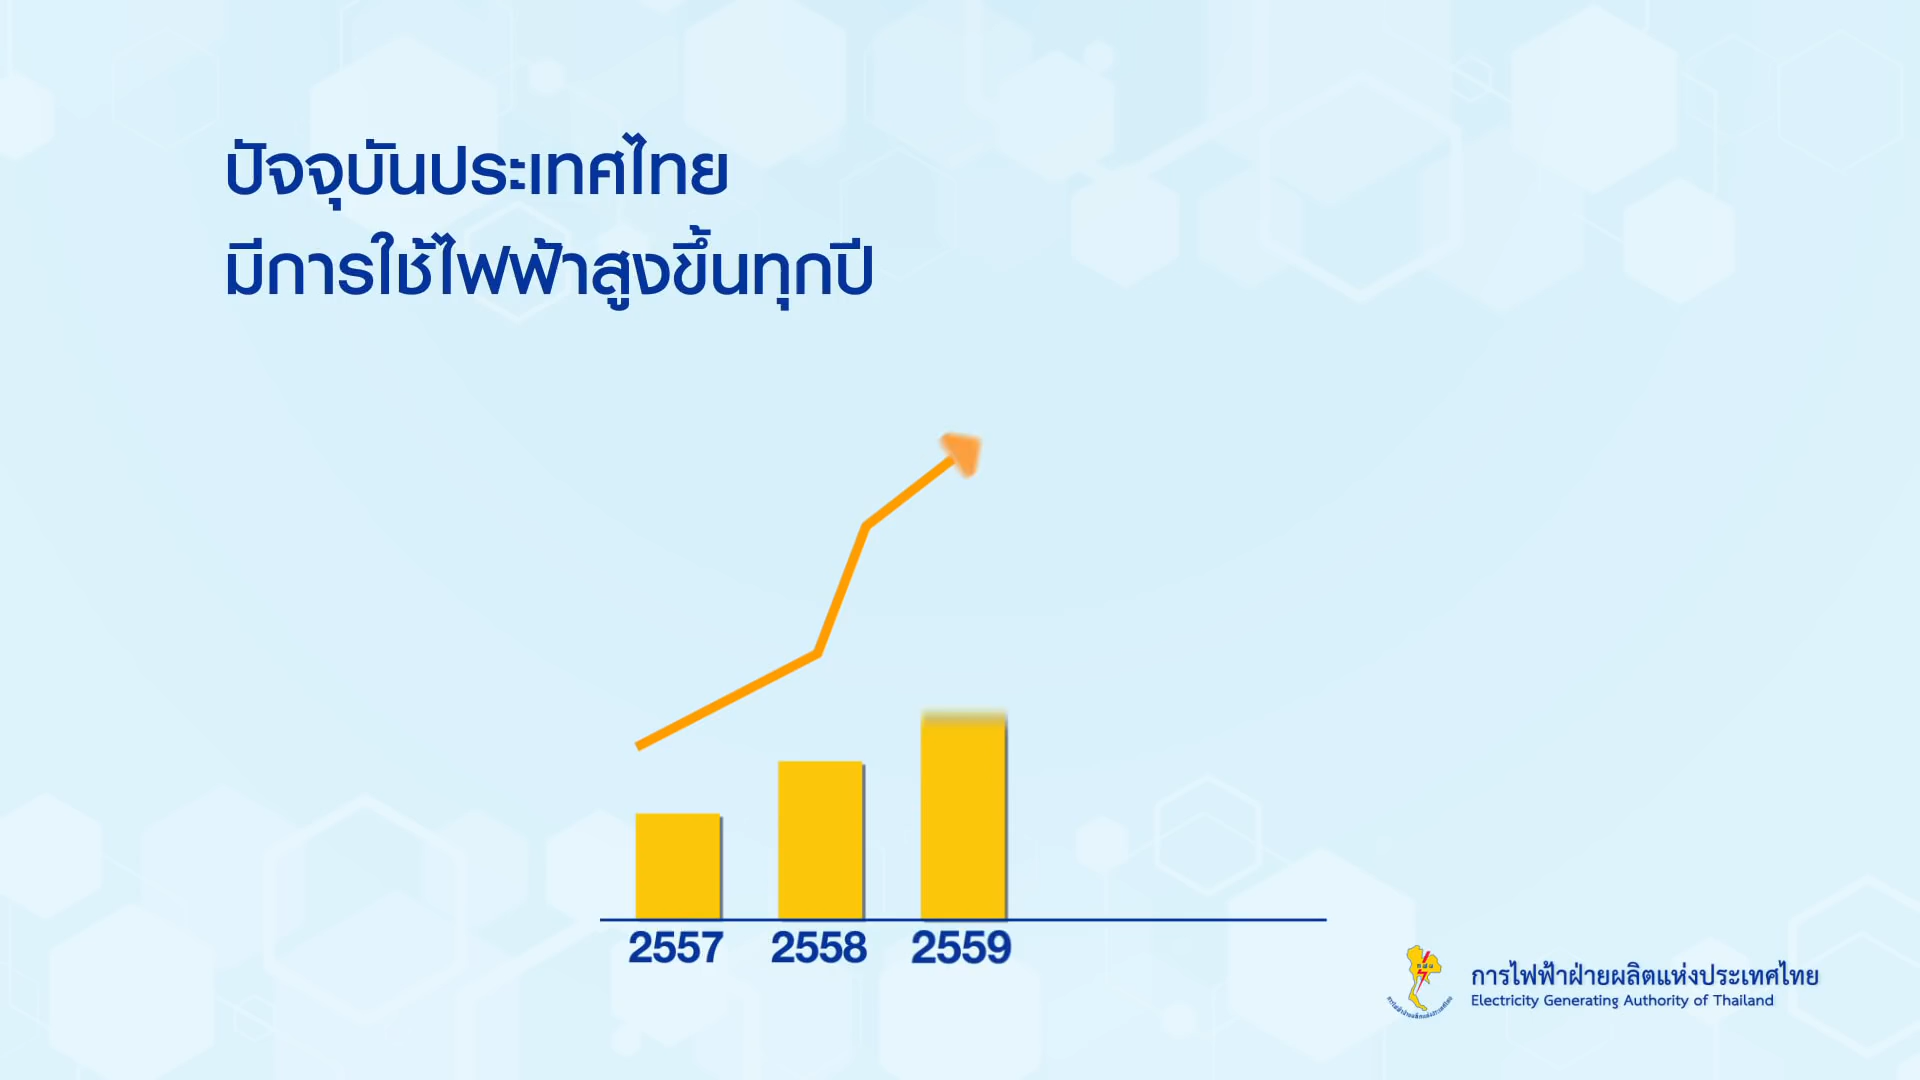 ปัจจุบันประเทศไทย
มีการใช้ไฟฟ้าสูงขึ้นทุกปี
2557 2558 2559
การไฟฟ้าฝ่ายผลิตแห่งประเทศไทย
Electricity Generating Authority of Thailand